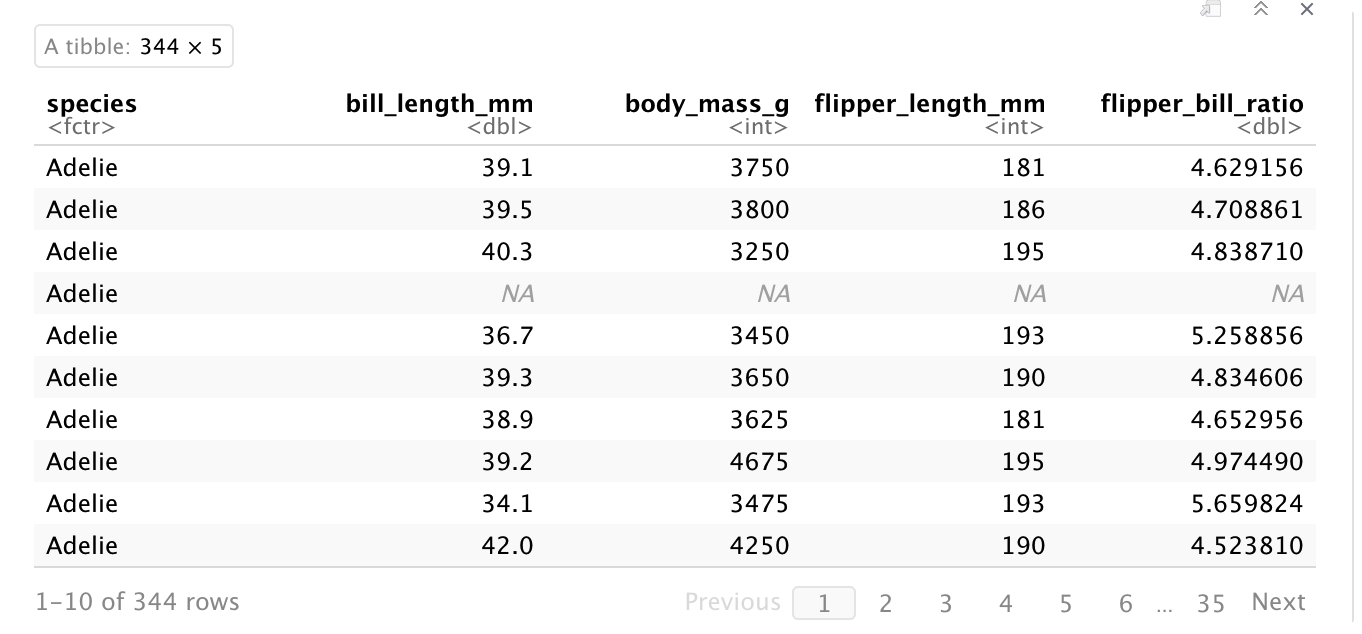 A tibble: 344 × 5
species bill_length_mm body_mass_g flipper_length_mm flipper_bill_ratio
<fctr> <dbl> <int> <int> <dbl>
Adelie 39.1 3750 181 4.629156
Adelie 39.5 3800 186 4.708861
Adelie 40.3 3250 195 4.838710
Adelie NA NA NA NA
Adelie 36.7 3450 193 5.258856
Adelie 39.3 3650 190 4.834606
Adelie 38.9 3625 181 4.652956
Adelie 39.2 4675 195 4.974490
Adelie 34.1 3475 193 5.659824
Adelie 42.0 4250 190 4.523810
1–10 of 344 rows Previous 1 2 3 4 5 6 ... 35 Next